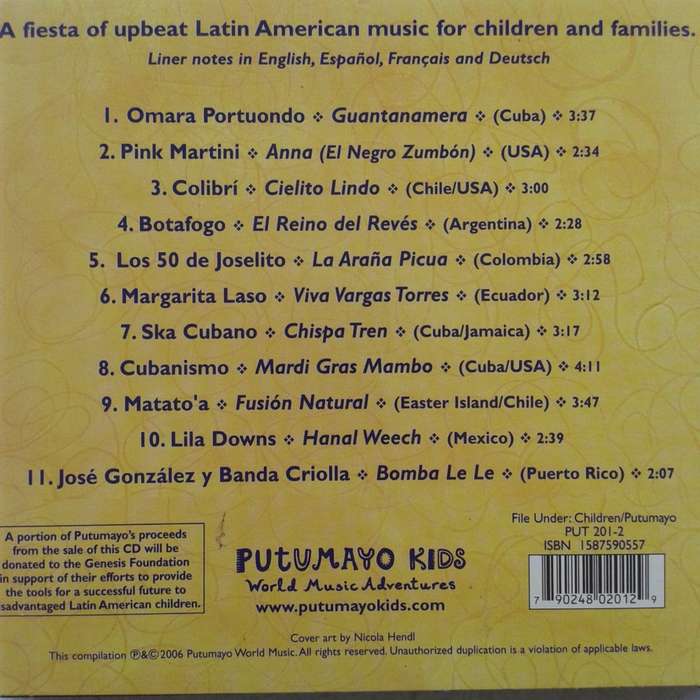 A fiesta of upbeat Latin American music for children and families.
Liner notes in English, Español, Français and Deutsch
1. Omara Portuondo ❖ Guantanamera ❖ (Cuba) ❖ 3:37
2. Pink Martini ❖ Anna (El Negro Zumbón) ❖ (USA) ❖ 2:34
3. Colibrí ❖ Cielito Lindo ❖ (Chile/USA) ❖ 3:00
4. Botafogo ❖ El Reino del Revés ❖ (Argentina) ❖ 2:28
5. Los 50 de Joselito ❖ La Araña Picua ❖ (Colombia) ❖ 2:58
6. Margarita Laso ❖ Viva Vargas Torres ❖ (Ecuador) ❖ 3:12
7. Ska Cubano ❖ Chispa Tren ❖ (Cuba/Jamaica) ❖ 3:17
8. Cubanismo ❖ Mardi Gras Mambo ❖ (Cuba/USA) ❖ 4:11
9. Matato'a ❖ Fusión Natural ❖ (Easter Island/Chile) ❖ 3:47
10. Lila Downs ❖ Hanal Weech ❖ (Mexico) ❖ 2:39
11. José González y Banda Criolla ❖ Bomba Le Le ❖ (Puerto Rico) ❖ 2:07
A portion of Putumayo's proceeds
from the sale of this CD will be
donated to the Genesis Foundation
in support of their efforts to provide
the tools for a successful future to
disadvantaged Latin American children.
PUTUMAYO KIDS
World Music Adventures
www.putumayokids.com
File Under: Children/Putumayo
PUT 201-2
ISBN 1587590557
7 90248 02012 9
Cover art by Nicola Hendl
This compilation ℗&©2006 Putumayo World Music. All rights reserved. Unauthorized duplication is a violation of applicable laws.